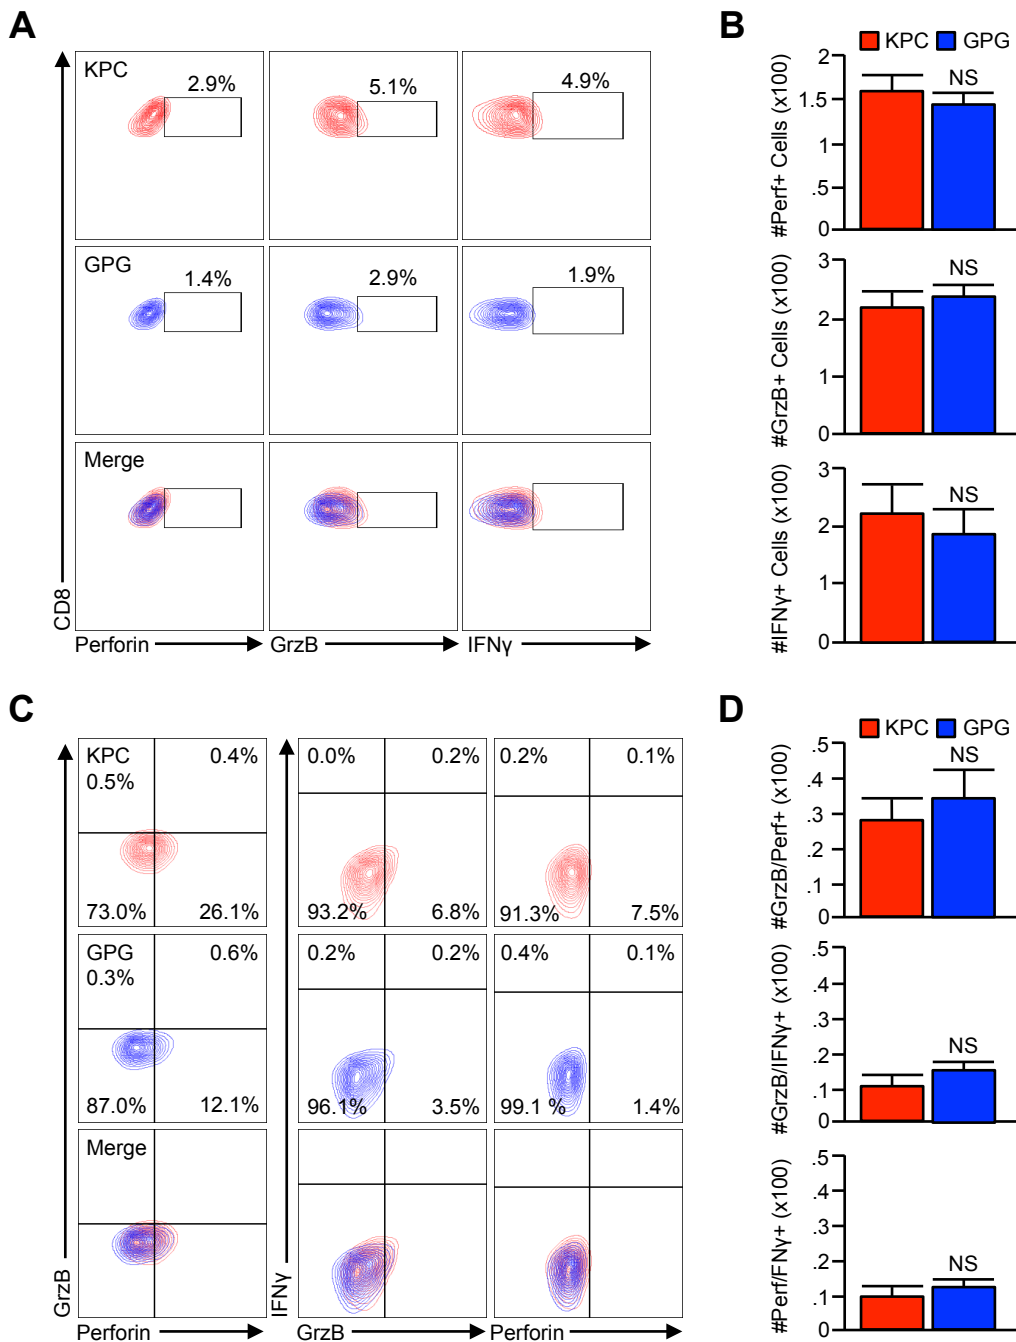 A
KPC
2.9%
5.1%
4.9%
GPG
1.4%
2.9%
1.9%
Merge
CD8
Perforin
GrzB
IFNγ
B
KPC GPG
#Perf+ Cells (x100)
2
1.5
1
.5
0
NS
#GrzB+ Cells (x100)
3
2
1
0
NS
#IFNγ+ Cells (x100)
3
2
1
0
NS
C
GrzB
IFNγ
KPC
0.5%
0.4%
73.0%
26.1%
0.0%
0.2%
93.2%
6.8%
0.2%
0.1%
91.3%
7.5%
GPG
0.3%
0.6%
87.0%
12.1%
0.2%
0.2%
96.1%
3.5%
0.4%
0.1%
99.1 %
1.4%
Merge
Perforin
GrzB
Perforin
D
KPC GPG
#GrzB/Perf+ (x100)
.5
.4
.3
.2
.1
0
NS
#GrzB/IFNγ+ (x100)
.5
.4
.3
.2
.1
0
NS
#Perf/FNγ+ (x100)
.5
.4
.3
.2
.1
0
NS